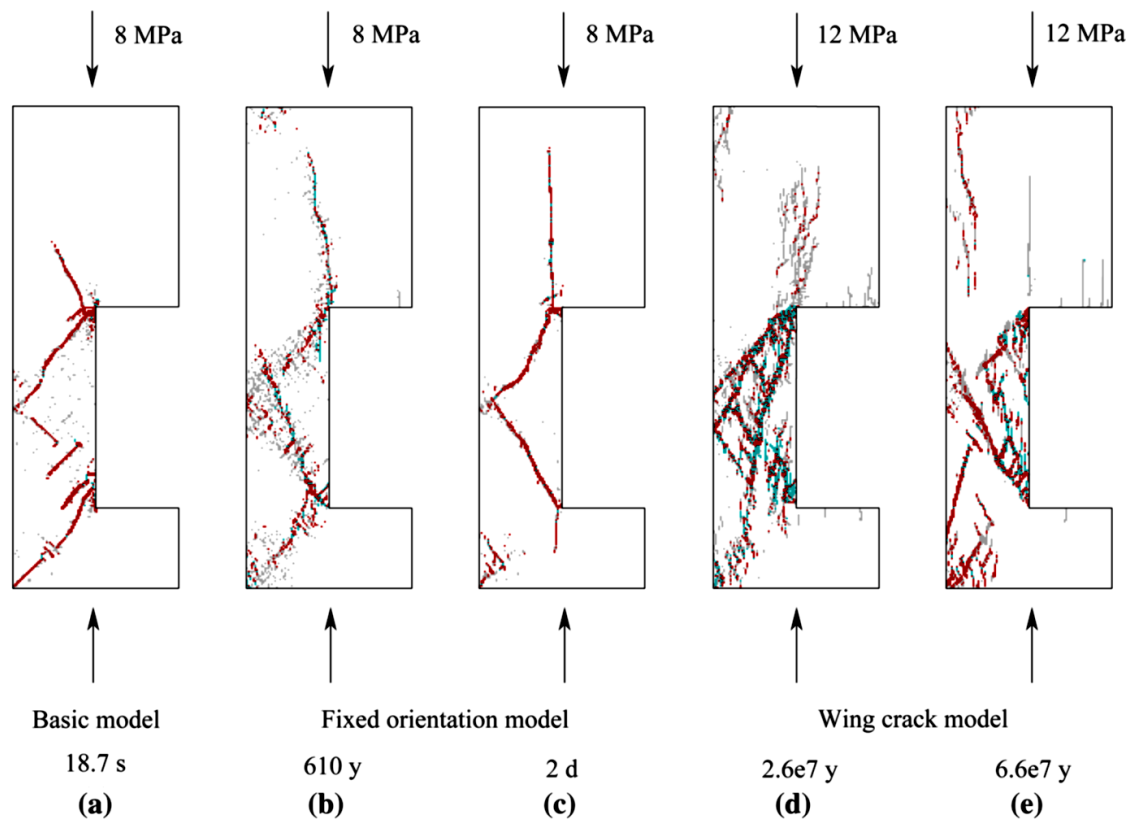 8 MPa 8 MPa 8 MPa 12 MPa 12 MPa
Basic model Fixed orientation model Wing crack model
18.7 s 610 y 2 d 2.6e7 y 6.6e7 y
(a) (b) (c) (d) (e)